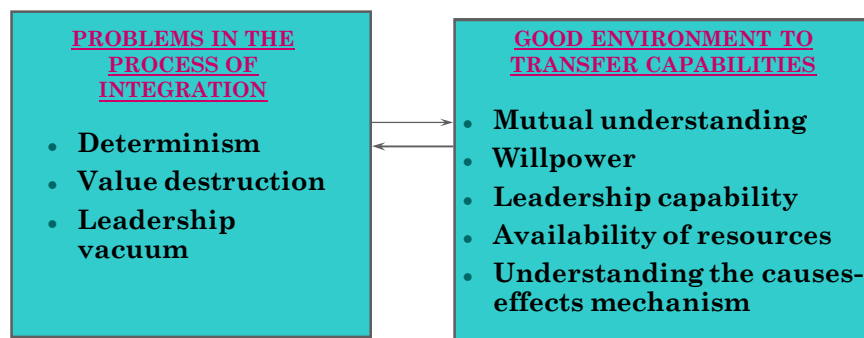 PROBLEMS IN THE
PROCESS OF
INTEGRATION
• Determinism
• Value destruction
• Leadership
vacuum
GOOD ENVIRONMENT TO
TRANSFER CAPABILITIES
• Mutual understanding
• Willpower
• Leadership capability
• Availability of resources
• Understanding the causes-
effects mechanism